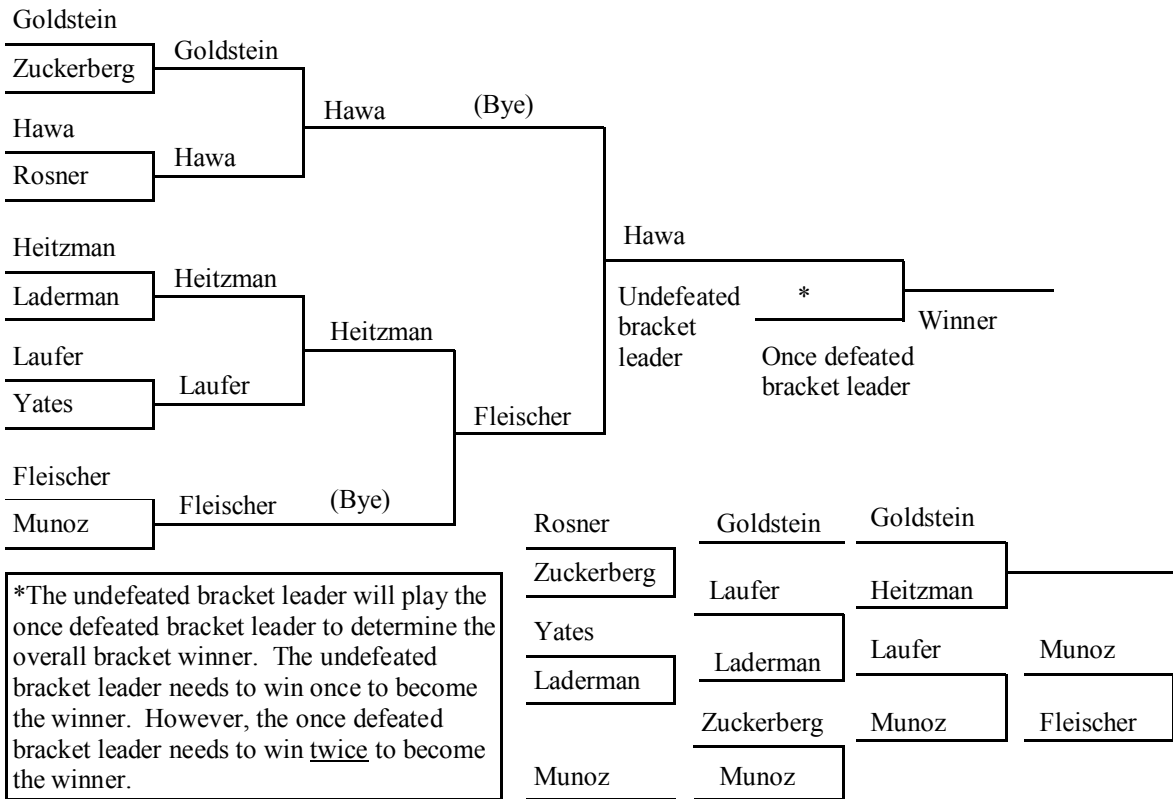 Goldstein
Zuckerberg
Goldstein
Hawa
Rosner
Hawa
Hawa
(Bye)
Heitzman
Laderman
Heitzman
Laufer
Yates
Laufer
Heitzman
Fleischer
Munoz
Fleischer
(Bye)
Fleischer
Hawa
Undefeated
bracket
leader
*
Once defeated
bracket leader
Winner
*The undefeated bracket leader will play the
once defeated bracket leader to determine the
overall bracket winner. The undefeated
bracket leader needs to win once to become
the winner. However, the once defeated
bracket leader needs to win twice to become
the winner.
Rosner
Zuckerberg
Yates
Laderman
Munoz
Goldstein
Laufer
Laderman
Zuckerberg
Munoz
Goldstein
Heitzman
Laufer
Munoz
Munoz
Fleischer